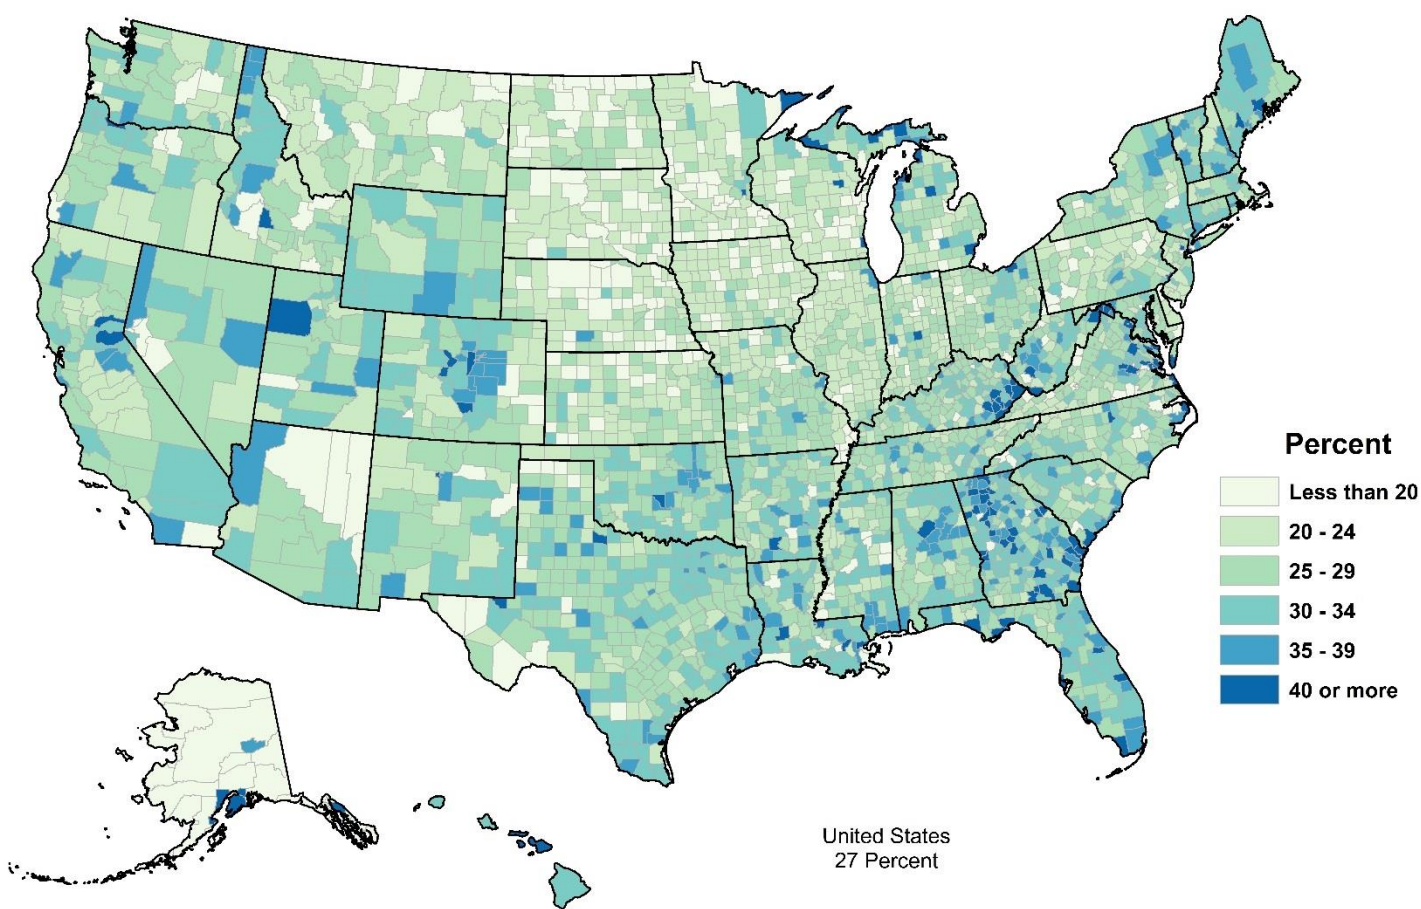 Percent
Less than 20
20 - 24
25 - 29
30 - 34
35 - 39
40 or more
United States
27 Percent